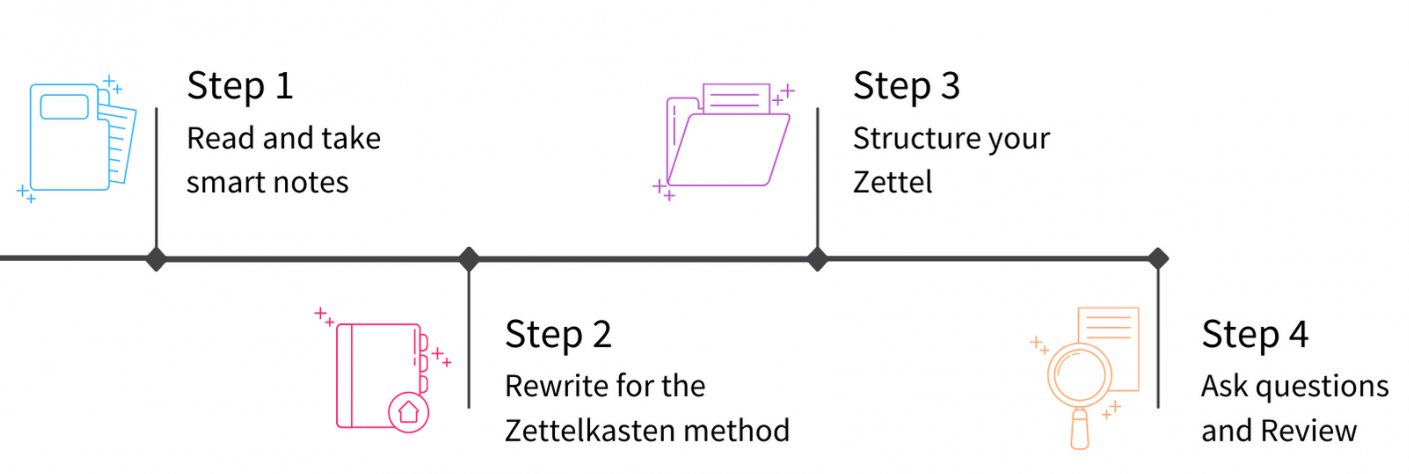 Step 1
Read and take
smart notes
Step 2
Rewrite for the
Zettelkasten method
Step 3
Structure your
Zettel
Step 4
Ask questions
and Review